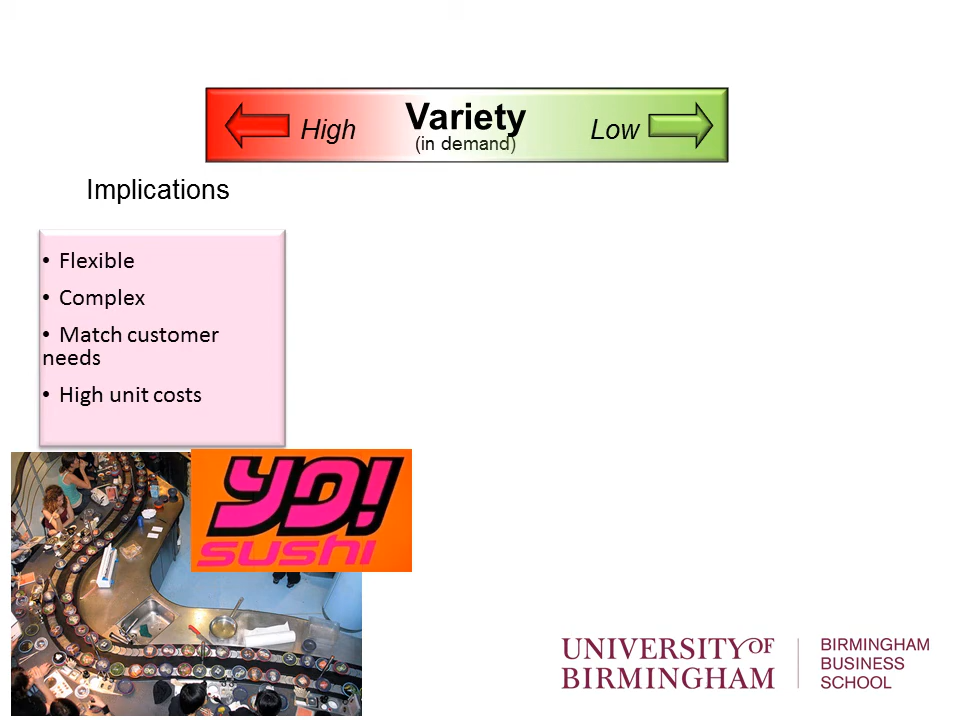 Variety
High
Low
(in demand)
Implications
• Flexible
• Complex
• Match customer
needs
• High unit costs
YO!
sushi
UNIVERSITY OF
BIRMINGHAM
BIRMINGHAM
BUSINESS
SCHOOL